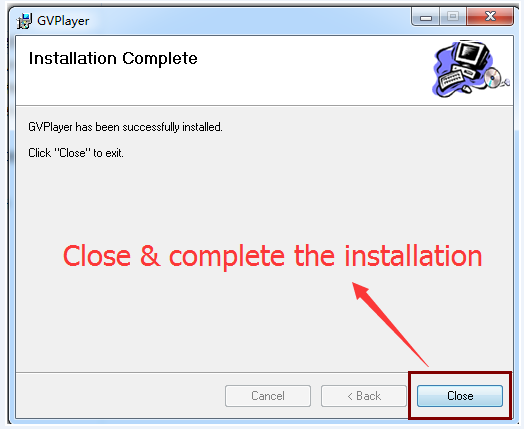 GVPlayer
Installation Complete
GVPlayer has been successfully installed.
Click "Close" to exit.
Close & complete the installation
Cancel
< Back
Close